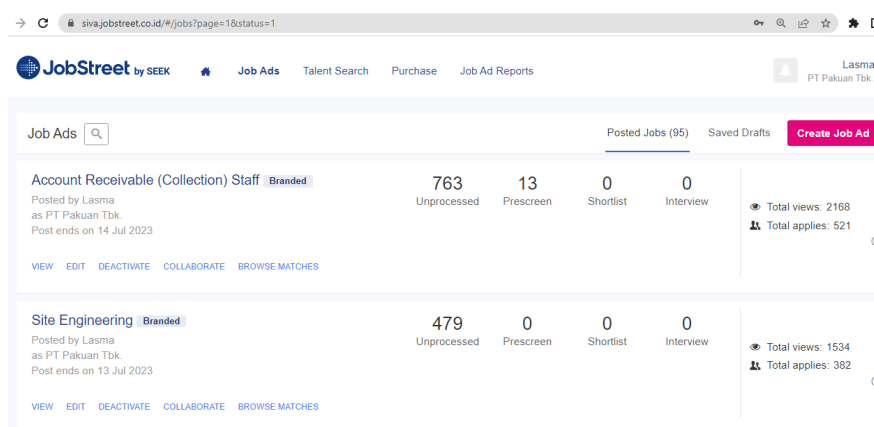 siva.jobstreet.co.id/#/jobs?page=1&status=1
JobStreet by SEEK Job Ads Talent Search Purchase Job Ad Reports Lasma
PT Pakuan Tbk.
Job Ads Posted Jobs (95) Saved Drafts Create Job Ad
Account Receivable (Collection) Staff Branded 763 13 0 0
Unprocessed Prescreen Shortlist Interview
Posted by Lasma
as PT Pakuan Tbk. Total views: 2168
Post ends on 14 Jul 2023 Total applies: 521
VIEW EDIT DEACTIVATE COLLABORATE BROWSE MATCHES
Site Engineering Branded 479 0 0 0
Unprocessed Prescreen Shortlist Interview
Posted by Lasma
as PT Pakuan Tbk. Total views: 1534
Post ends on 13 Jul 2023 Total applies: 382
VIEW EDIT DEACTIVATE COLLABORATE BROWSE MATCHES